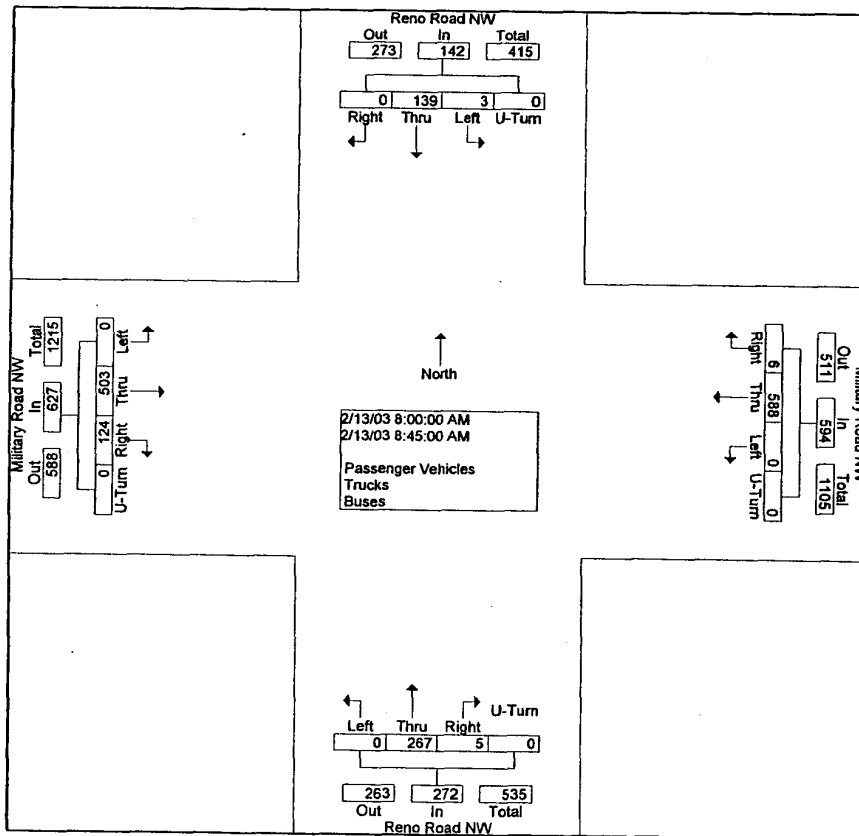 Reno Road NW
Out In Total
273 142 415
0 139 3 0
Right Thru Left U-Turn
Military Road NW
Total In Out
1215 627 588
0 503 124 0
Left Thru Right U-Turn
North
2/13/03 8:00:00 AM
2/13/03 8:45:00 AM
Passenger Vehicles
Trucks
Buses
Right Thru Left U-Turn
6 588 0 0
Out In Total
511 594 1105
Military Road NW
U-Turn
Left Thru Right
0 267 5 0
263 272 535
Out In Total
Reno Road NW